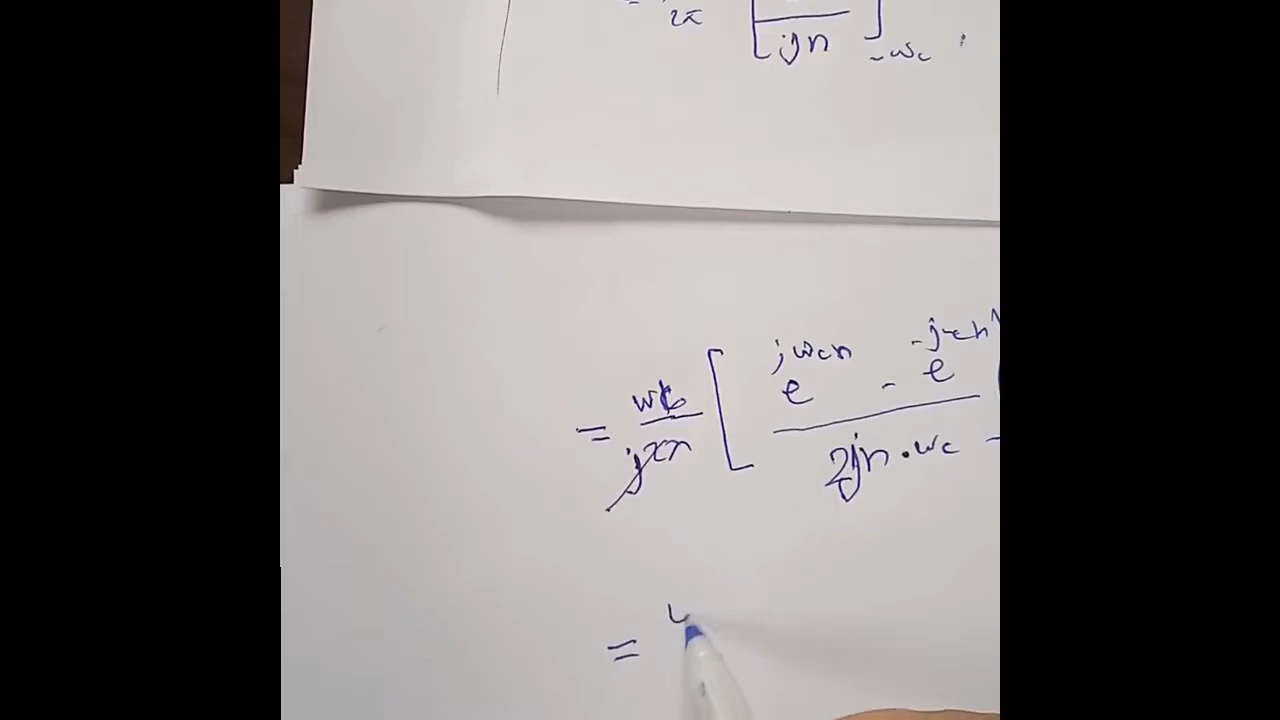 = 2π [ jn ]-ωc
= ωc/jπn [ e^jωcn - e^-jωcn / 2jn.ωc
=